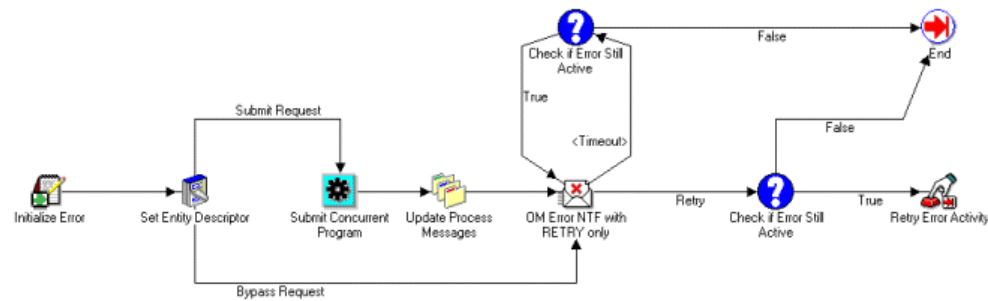 Check if Error Still
Active
False
End
True
<Timeout>
Submit Request
False
Initialize Error
Set Entity Descriptor
Submit Concurrent
Program
Update Process
Messages
OM Error NTF with
RETRY only
Retry
Check if Error Still
Active
True
Retry Error Activity
Bypass Request